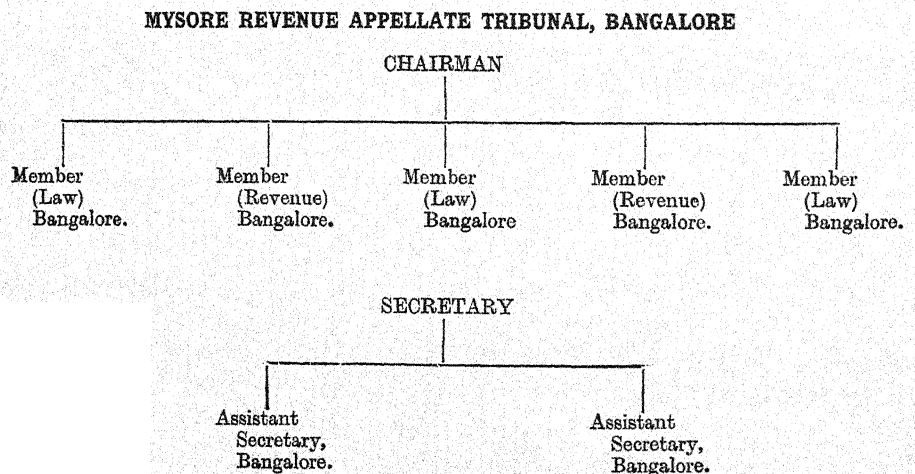 MYSORE REVENUE APPELLATE TRIBUNAL, BANGALORE
CHAIRMAN
Member
(Law)
Bangalore.
Member
(Revenue)
Bangalore.
Member
(Law)
Bangalore
Member
(Revenue)
Bangalore.
Member
(Law)
Bangalore.
SECRETARY
Assistant
Secretary,
Bangalore.
Assistant
Secretary,
Bangalore.